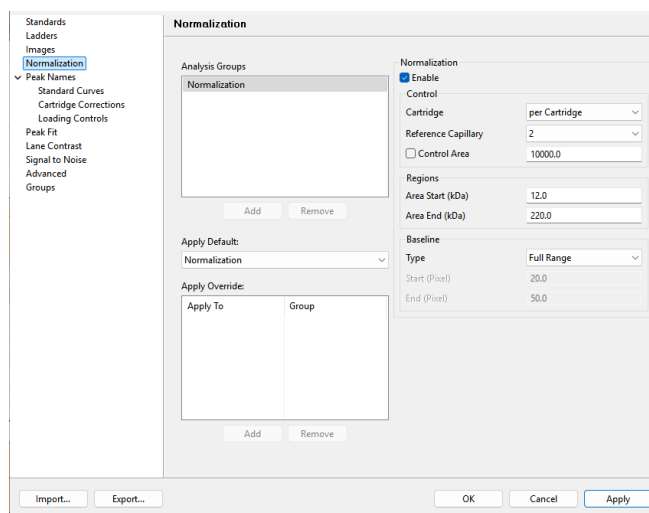 Standards
Ladders
Images
Normalization
Peak Names
Standard Curves
Cartridge Corrections
Loading Controls
Peak Fit
Lane Contrast
Signal to Noise
Advanced
Groups
Import...
Export...
Normalization
Analysis Groups
Normalization
Add Remove
Apply Default:
Normalization
Apply Override:
Apply To Group
Add Remove
Normalization
Enable
Control
Cartridge per Cartridge
Reference Capillary 2
Control Area 10000.0
Regions
Area Start (kDa) 12.0
Area End (kDa) 220.0
Baseline
Type Full Range
Start (Pixel) 20.0
End (Pixel) 50.0
OK Cancel Apply